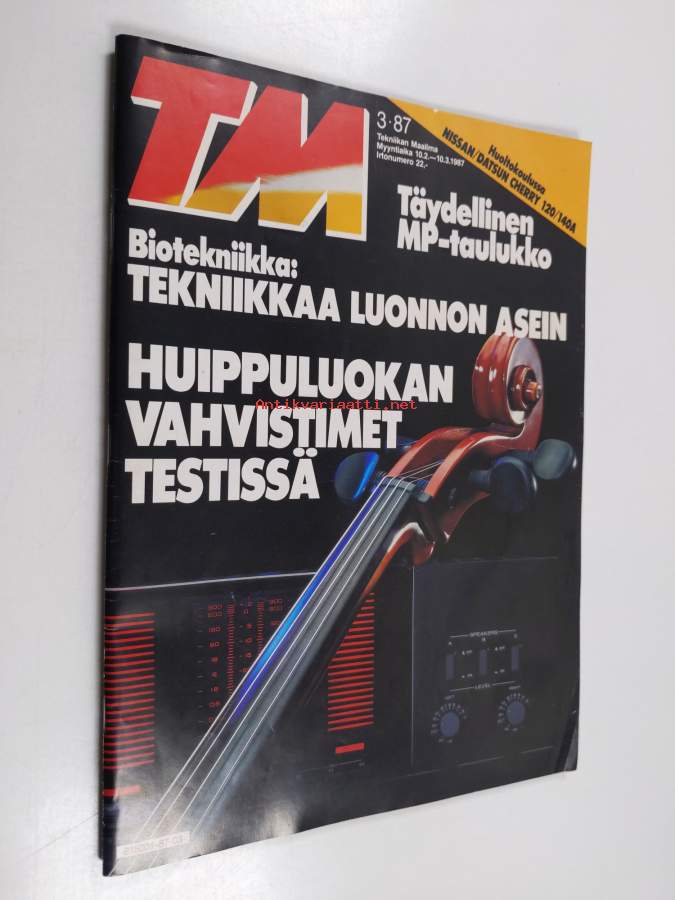 TM
3·87
Tekniikan Maailma
Myyntiaika 10.2.—10.3.1987
Irtonumero 22,-
Huoltokoulussa
NISSAN/DATSUN CHERRY 120/140A
Täydellinen
MP-taulukko
Biotekniikka:
TEKNIIKKAA LUONNON ASEIN
HUIPPULUOKAN
VAHVISTIMET
TESTISSÄ
Antikvariaatti.net
SPEAKERS
A B C
LEVEL